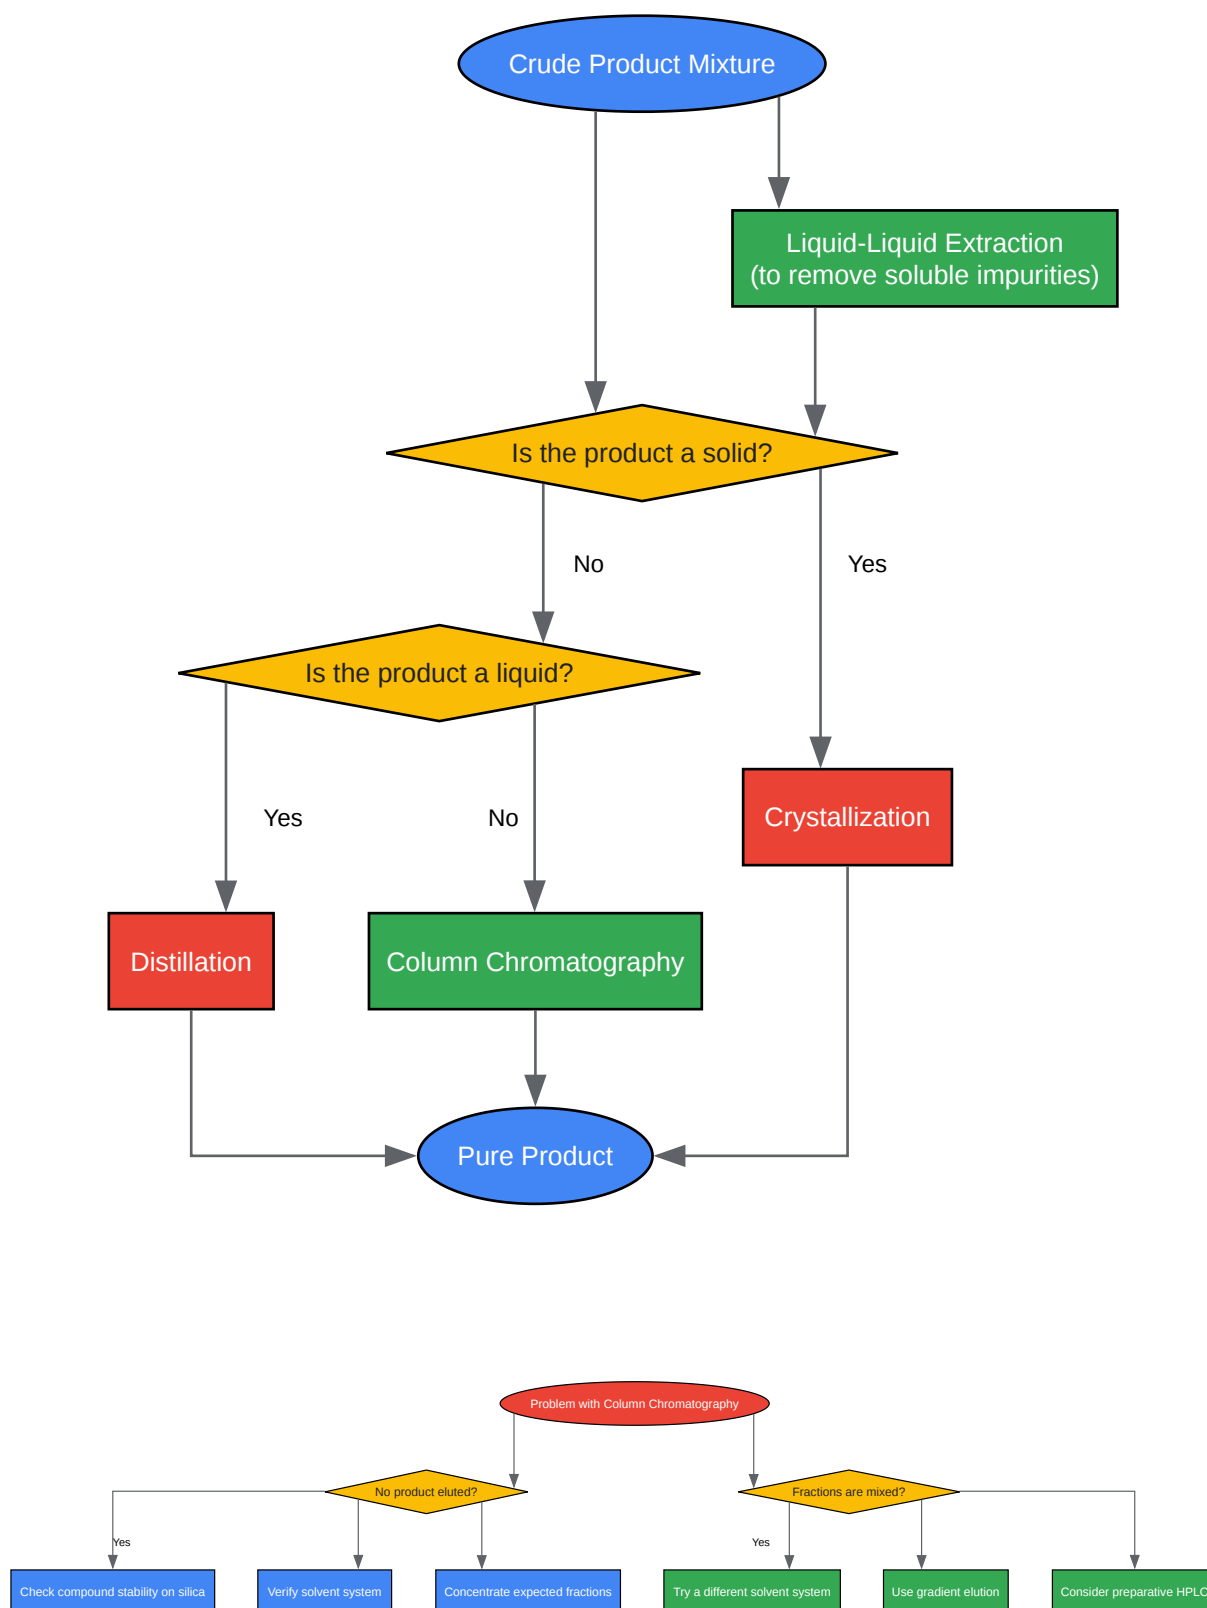 Crude Product Mixture
Liquid-Liquid Extraction
(to remove soluble impurities)
Is the product a solid?
No
Yes
Is the product a liquid?
Yes
No
Crystallization
Distillation
Column Chromatography
Pure Product
Problem with Column Chromatography
No product eluted?
Fractions are mixed?
Yes
Yes
Check compound stability on silica
Verify solvent system
Concentrate expected fractions
Try a different solvent system
Use gradient elution
Consider preparative HPLC